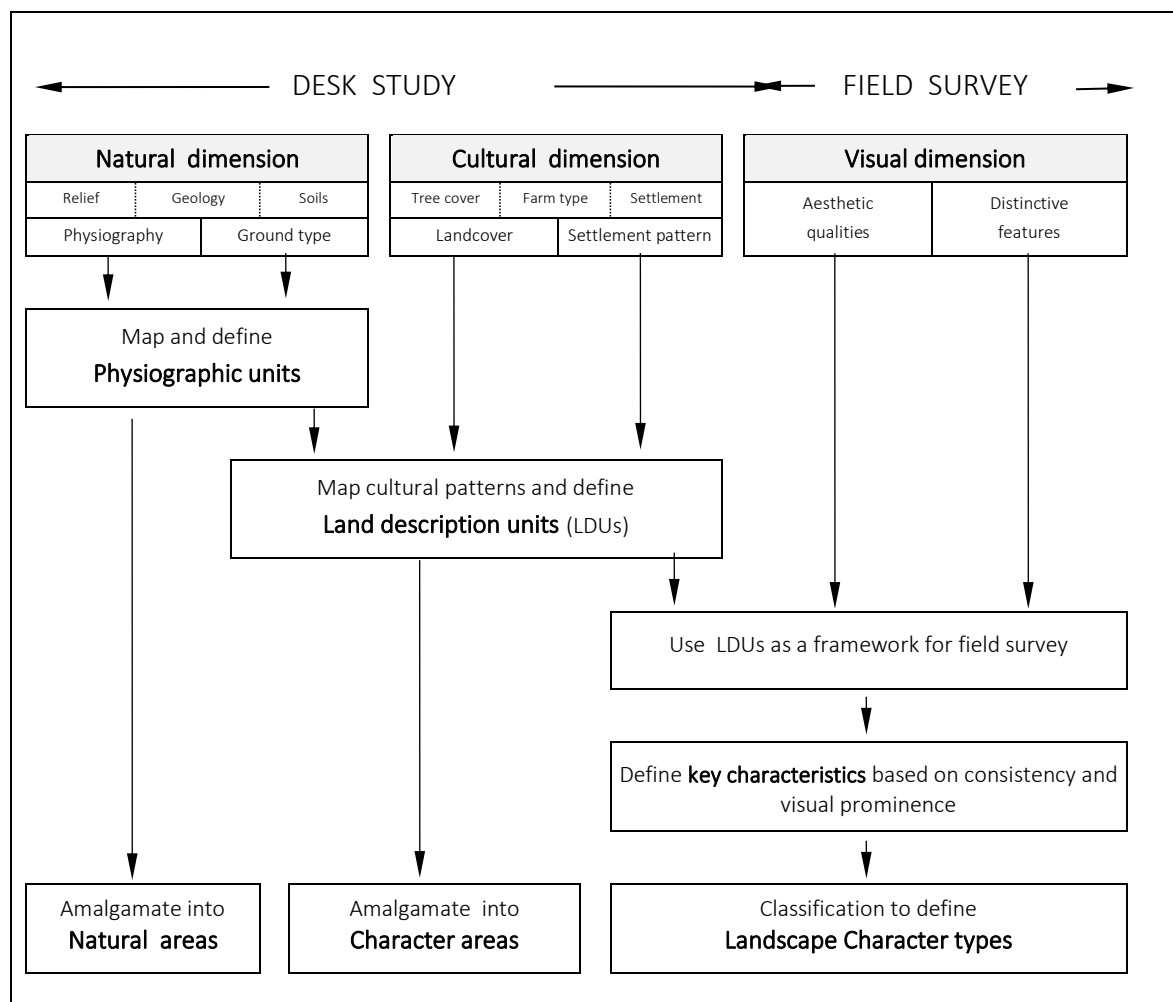 DESK STUDY
FIELD SURVEY
Natural dimension
Cultural dimension
Visual dimension
Relief
Geology
Soils
Tree cover
Farm type
Settlement
Aesthetic
qualities
Distinctive
features
Physiography
Ground type
Landcover
Settlement pattern
Map and define
Physiographic units
Map cultural patterns and define
Land description units (LDUs)
Use LDUs as a framework for field survey
Define key characteristics based on consistency and
visual prominence
Amalgamate into
Natural areas
Amalgamate into
Character areas
Classification to define
Landscape Character types